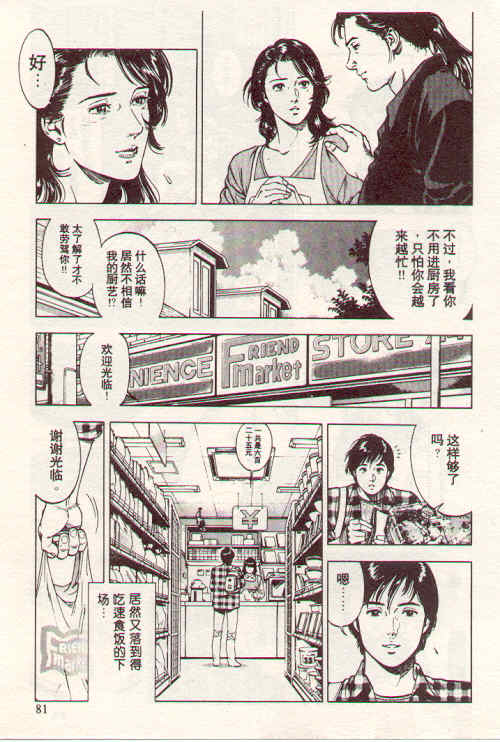 好…
不过，我看你
不用进厨房了
，只怕你会越
来越忙!!
什么话嘛！
居然不相信
我的厨艺!?
太了解了才不
敢劳驾你!!
NIENCE
FRIEND
market
STORE
欢迎光临！
这样够了
吗？
嗯……
一共是六百
二十五元
¥
居然又落到得
吃速食饭的下
场…
谢谢光临。
FRIEND
market
81